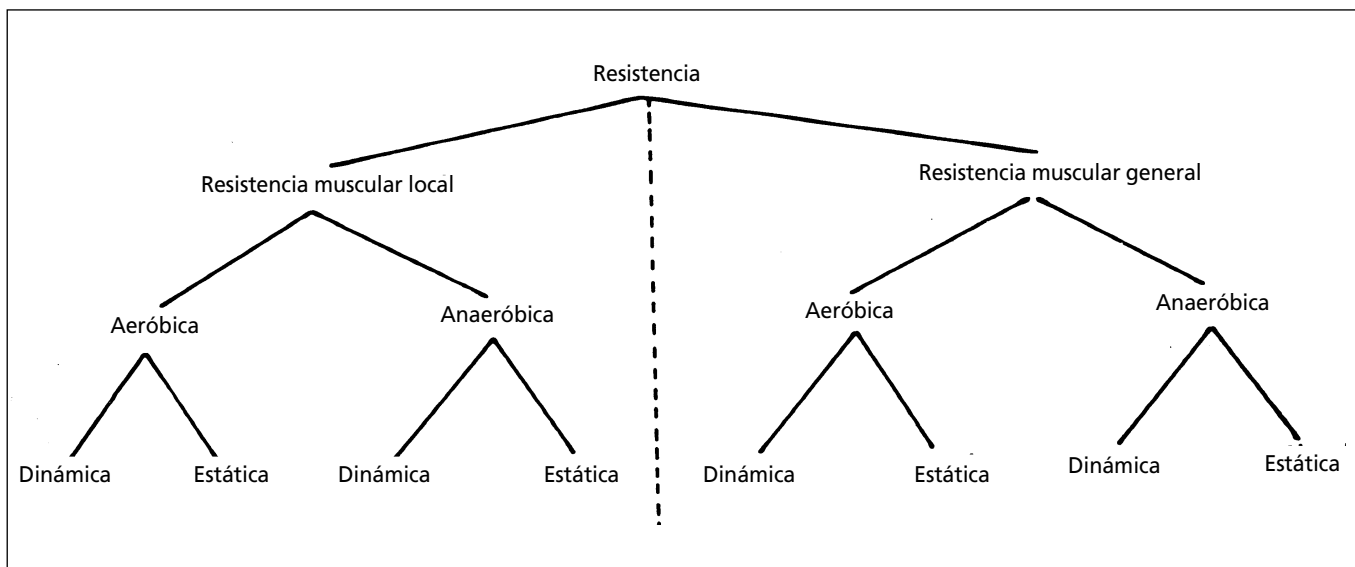 Resistencia
Resistencia muscular local
Resistencia muscular general
Aeróbica
Anaeróbica
Aeróbica
Anaeróbica
Dinámica
Estática
Dinámica
Estática
Dinámica
Estática
Dinámica
Estática